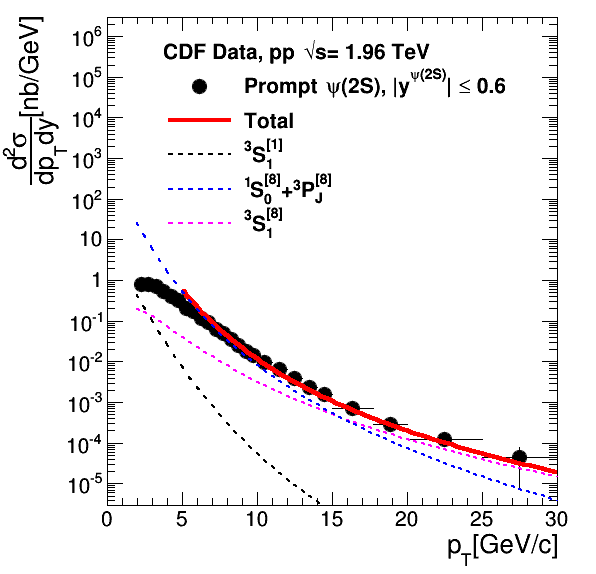 CDF Data, pp √s= 1.96 TeV
Prompt ψ(2S), |y^ψ(2S)| ≤ 0.6
Total
³S₁^[1]
¹S₀^[8]+³P_J^[8]
³S₁^[8]
d²σ/dp_Tdy[nb/GeV]
10⁶
10⁵
10⁴
10³
10²
10
1
10⁻¹
10⁻²
10⁻³
10⁻⁴
10⁻⁵
0 5 10 15 20 25 30
p_T[GeV/c]